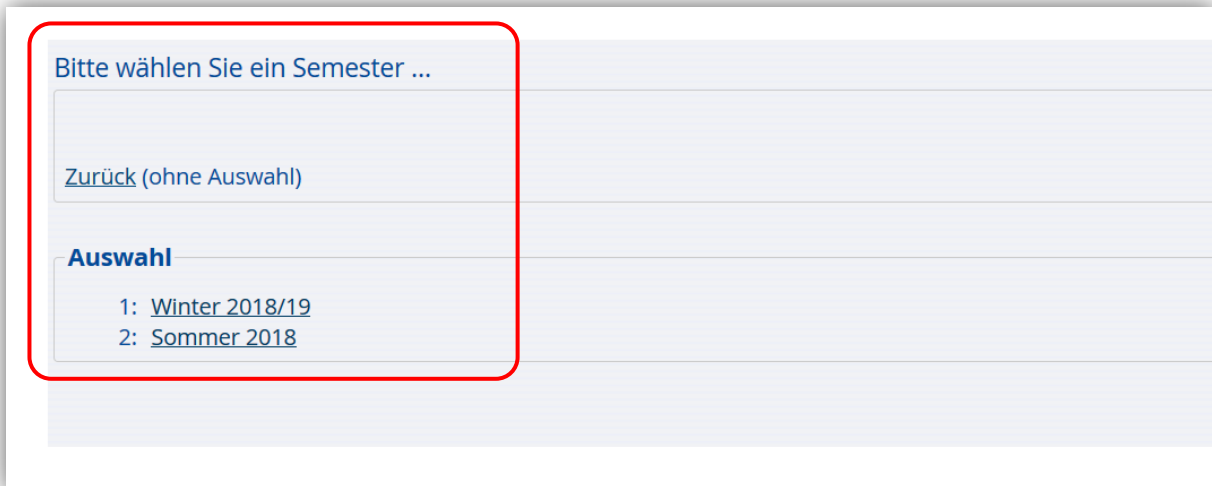 Bitte wählen Sie ein Semester ...
Zurück (ohne Auswahl)
Auswahl
1: Winter 2018/19
2: Sommer 2018